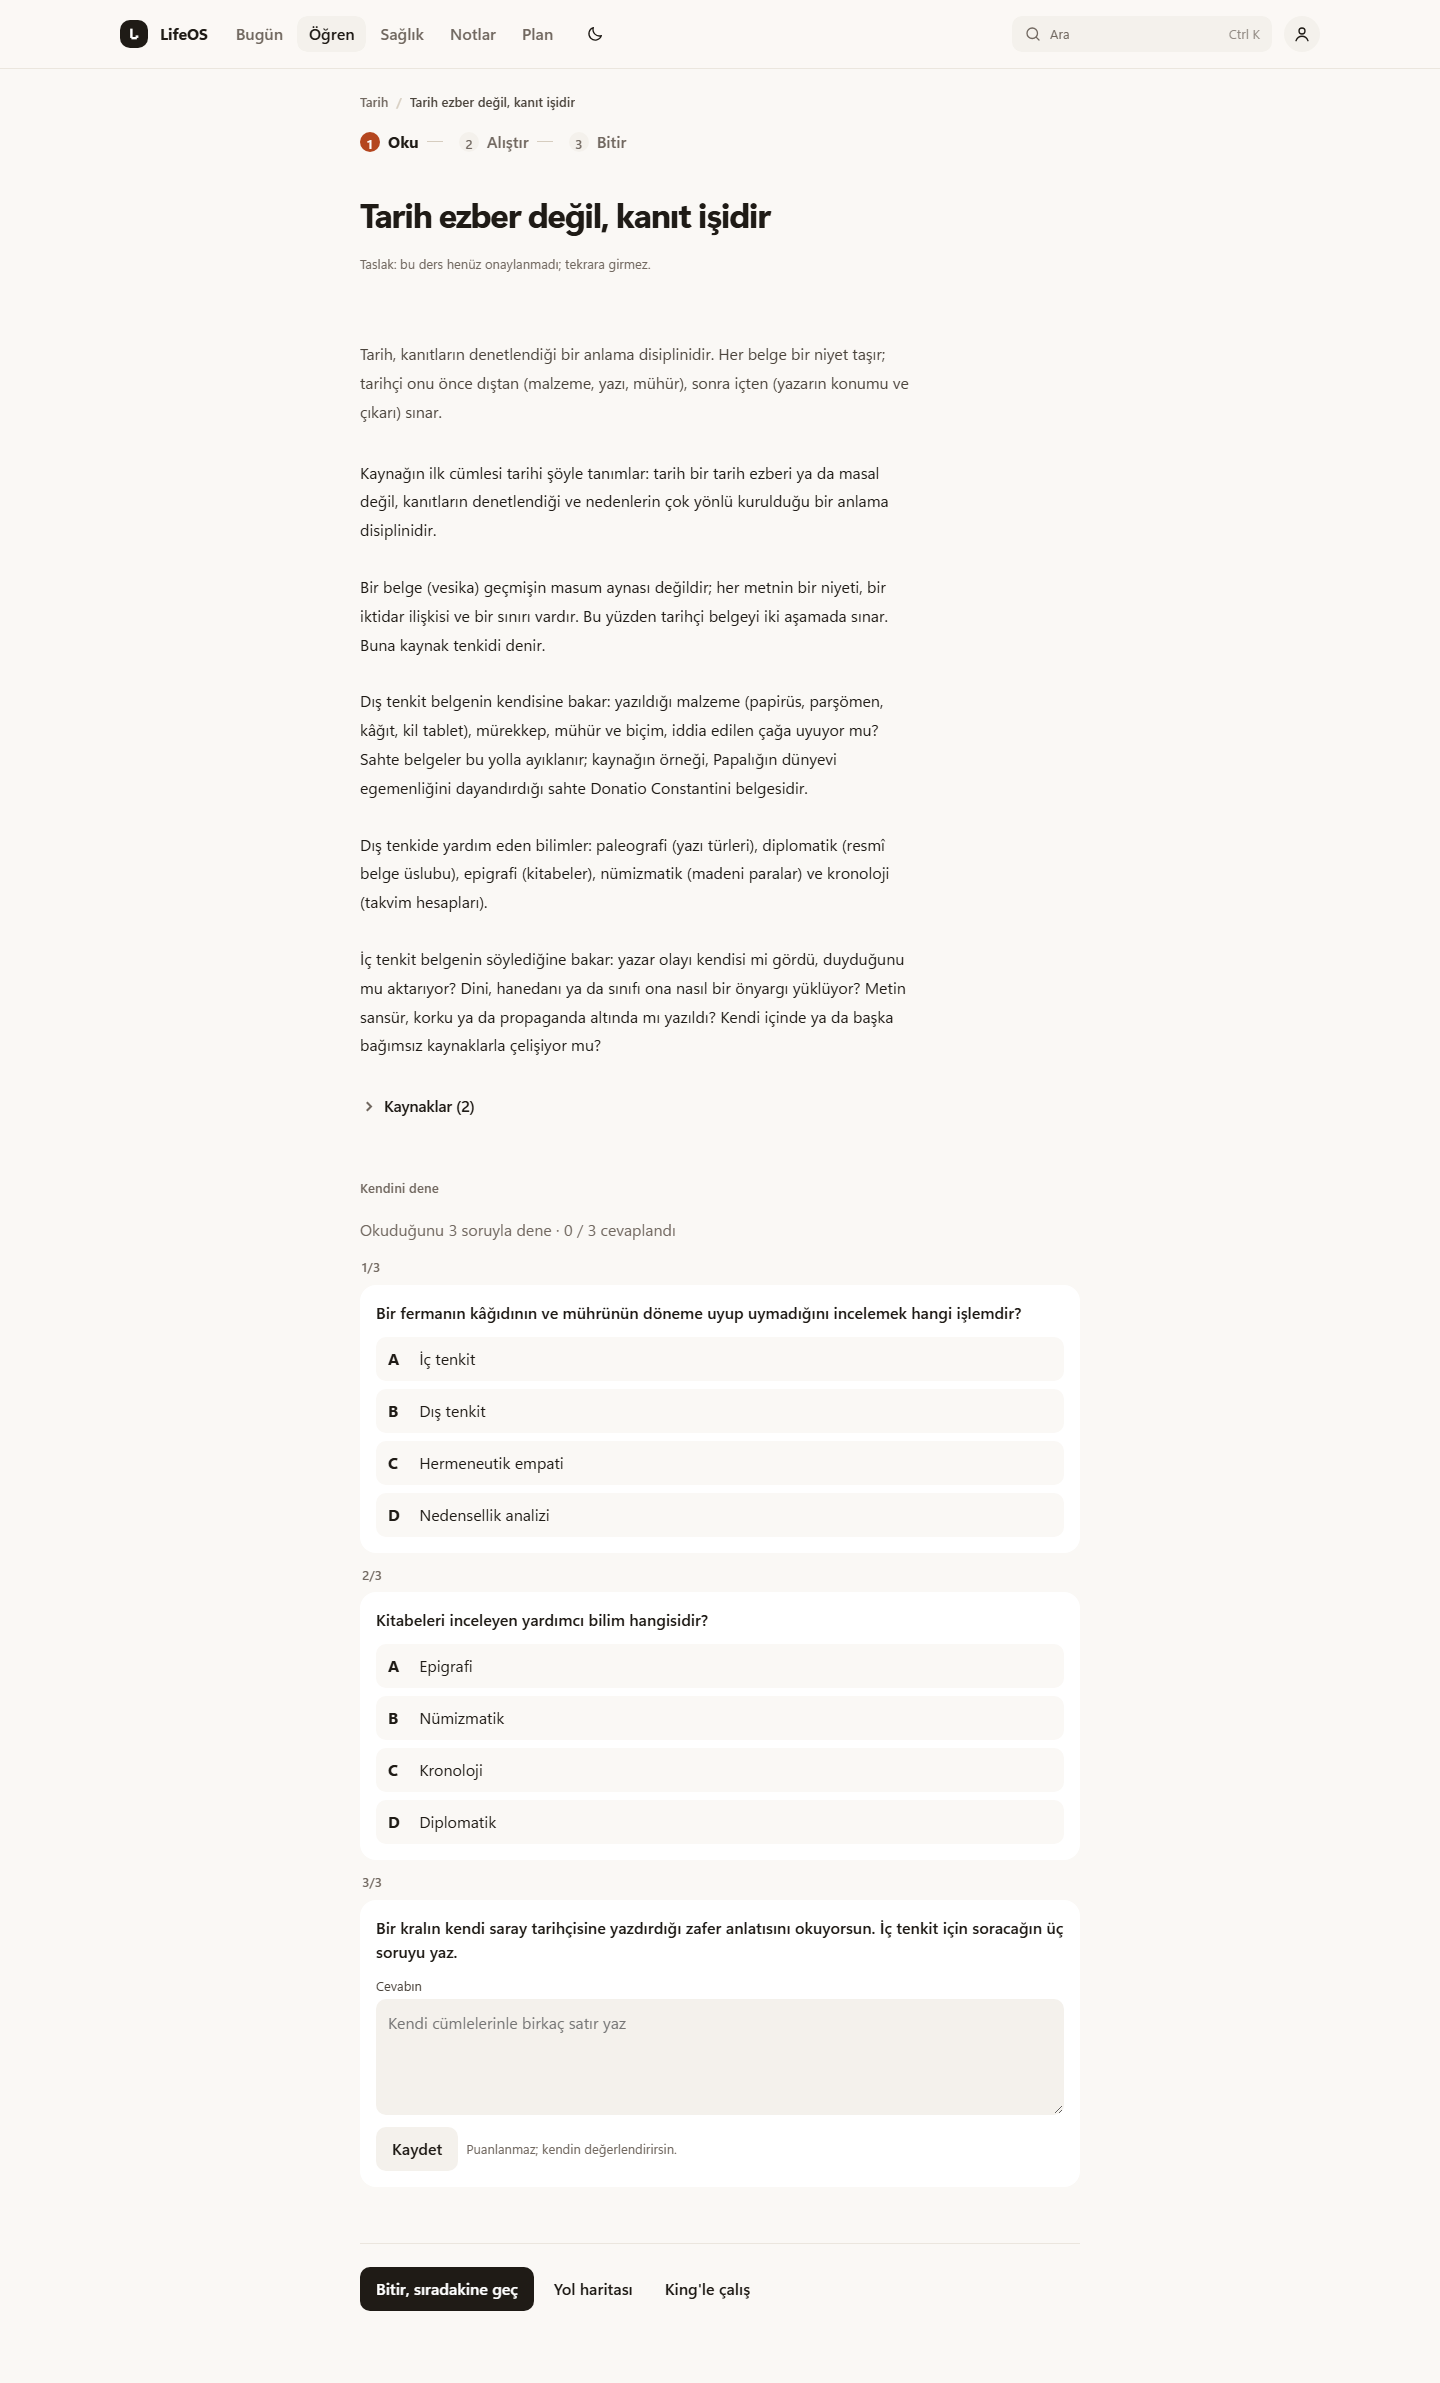 LifeOS Bugün Öğren Sağlık Notlar Plan Ara Ctrl K
Tarih / Tarih ezber değil, kanıt işidir
1 Oku 2 Alıştır 3 Bitir
Tarih ezber değil, kanıt işidir
Taslak: bu ders henüz onaylanmadı; tekrara girmez.
Tarih, kanıtların denetlendiği bir anlama disiplinidir. Her belge bir niyet taşır;
tarihçi onu önce dıştan (malzeme, yazı, mühür), sonra içten (yazarın konumu ve
çıkarı) sınar.
Kaynağın ilk cümlesi tarihi şöyle tanımlar: tarih bir tarih ezberi ya da masal
değil, kanıtların denetlendiği ve nedenlerin çok yönlü kurulduğu bir anlama
disiplinidir.
Bir belge (vesika) geçmişin masum aynası değildir; her metnin bir niyeti, bir
iktidar ilişkisi ve bir sınırı vardır. Bu yüzden tarihçi belgeyi iki aşamada sınar.
Buna kaynak tenkidi denir.
Dış tenkit belgenin kendisine bakar: yazıldığı malzeme (papirüs, parşömen,
kâğıt, kil tablet), mürekkep, mühür ve biçim, iddia edilen çağa uyuyor mu?
Sahte belgeler bu yolla ayıklanır; kaynağın örneği, Papalığın dünyevi
egemenliğini dayandırdığı sahte Donatio Constantini belgesidir.
Dış tenkide yardım eden bilimler: paleografi (yazı türleri), diplomatik (resmî
belge üslubu), epigrafi (kitabeler), nümizmatik (madeni paralar) ve kronoloji
(takvim hesapları).
İç tenkit belgenin söylediğine bakar: yazar olayı kendisi mi gördü, duyduğunu
mu aktarıyor? Dini, hanedanı ya da sınıfı ona nasıl bir önyargı yüklüyor? Metin
sansür, korku ya da propaganda altında mı yazıldı? Kendi içinde ya da başka
bağımsız kaynaklarla çelişiyor mu?
Kaynaklar (2)
Kendini dene
Okuduğunu 3 soruyla dene · 0 / 3 cevaplandı
1/3
Bir fermanın kâğıdının ve mührünün döneme uyup uymadığını incelemek hangi işlemdir?
A İç tenkit
B Dış tenkit
C Hermeneutik empati
D Nedensellik analizi
2/3
Kitabeleri inceleyen yardımcı bilim hangisidir?
A Epigrafi
B Nümizmatik
C Kronoloji
D Diplomatik
3/3
Bir kralın kendi saray tarihçisine yazdırdığı zafer anlatısını okuyorsun. İç tenkit için soracağın üç
soruyu yaz.
Cevabın
Kendi cümlelerinle birkaç satır yaz
Kaydet Puanlanmaz; kendin değerlendirirsin.
Bitir, sıradakine geç Yol haritası King'le çalış